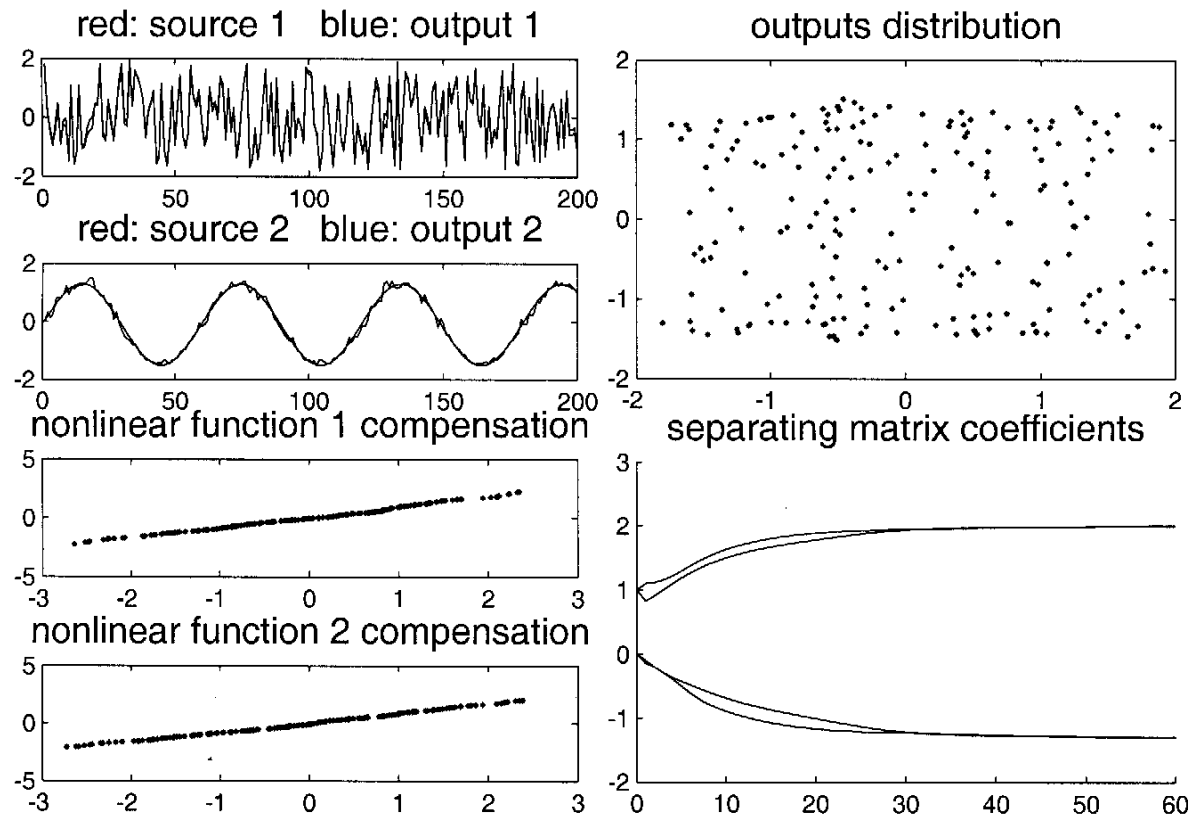 red: source 1 blue: output 1
2
0
-2
0 50 100 150 200
red: source 2 blue: output 2
2
0
-2
0 50 100 150 200
nonlinear function 1 compensation
5
0
-5
-3 -2 -1 0 1 2 3
nonlinear function 2 compensation
5
0
-5
-3 -2 -1 0 1 2 3
outputs distribution
2
1
0
-1
-2
-2 -1 0 1 2
separating matrix coefficients
3
2
1
0
-1
-2
0 10 20 30 40 50 60